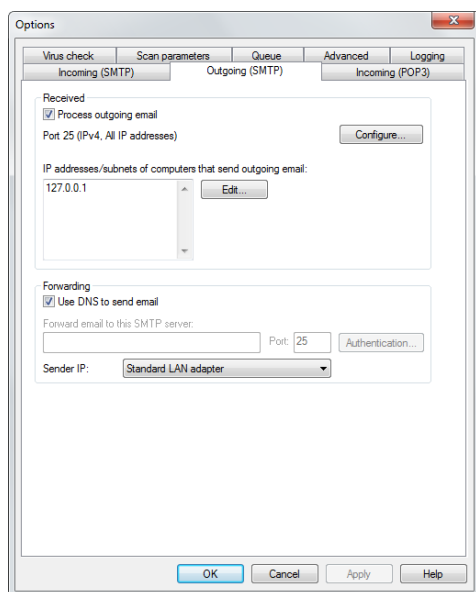 Options
Virus check Scan parameters Queue Advanced Logging
Incoming (SMTP) Outgoing (SMTP) Incoming (POP3)
Received
Process outgoing email
Port 25 (IPv4, All IP addresses) Configure...
IP addresses/subnets of computers that send outgoing email:
127.0.0.1 Edit...
Forwarding
Use DNS to send email
Forward email to this SMTP server:
Port: 25 Authentication...
Sender IP: Standard LAN adapter
OK Cancel Apply Help